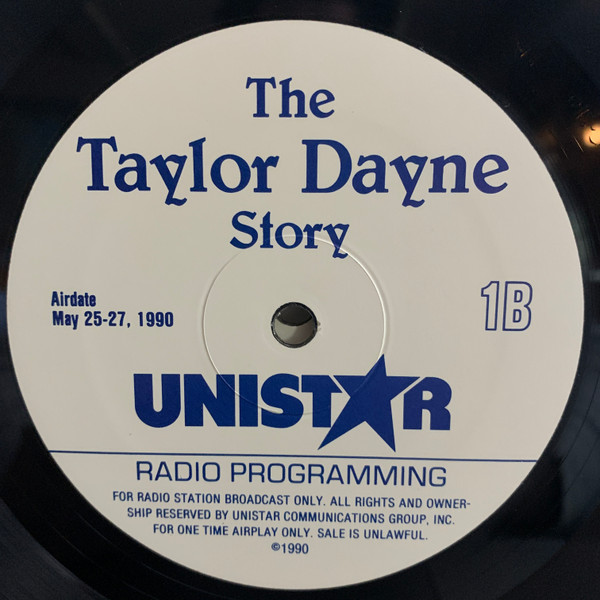 The
Taylor Dayne
Story
Airdate
May 25-27, 1990
1B
UNISTAR
RADIO PROGRAMMING
FOR RADIO STATION BROADCAST ONLY. ALL RIGHTS AND OWNER-
SHIP RESERVED BY UNISTAR COMMUNICATIONS GROUP, INC.
FOR ONE TIME AIRPLAY ONLY. SALE IS UNLAWFUL.
©1990